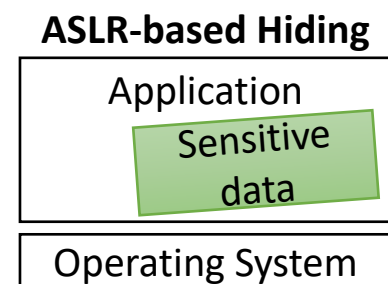 ASLR-based Hiding
Application
Sensitive
data
Operating System